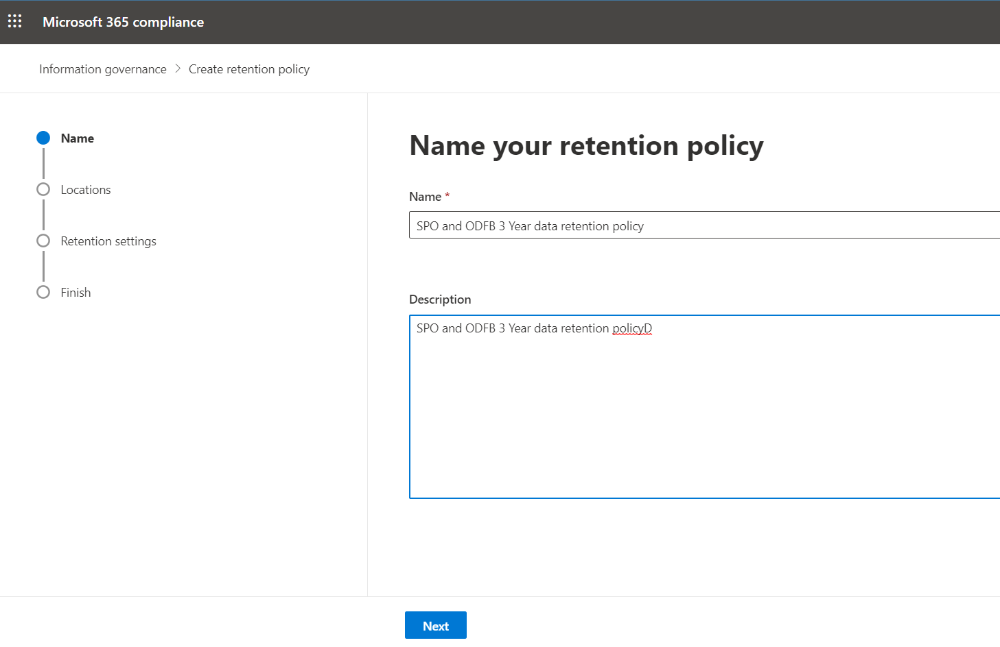 Microsoft 365 compliance
Information governance > Create retention policy
Name
Locations
Retention settings
Finish
Name your retention policy
Name *
SPO and ODFB 3 Year data retention policy
Description
SPO and ODFB 3 Year data retention policyD
Next